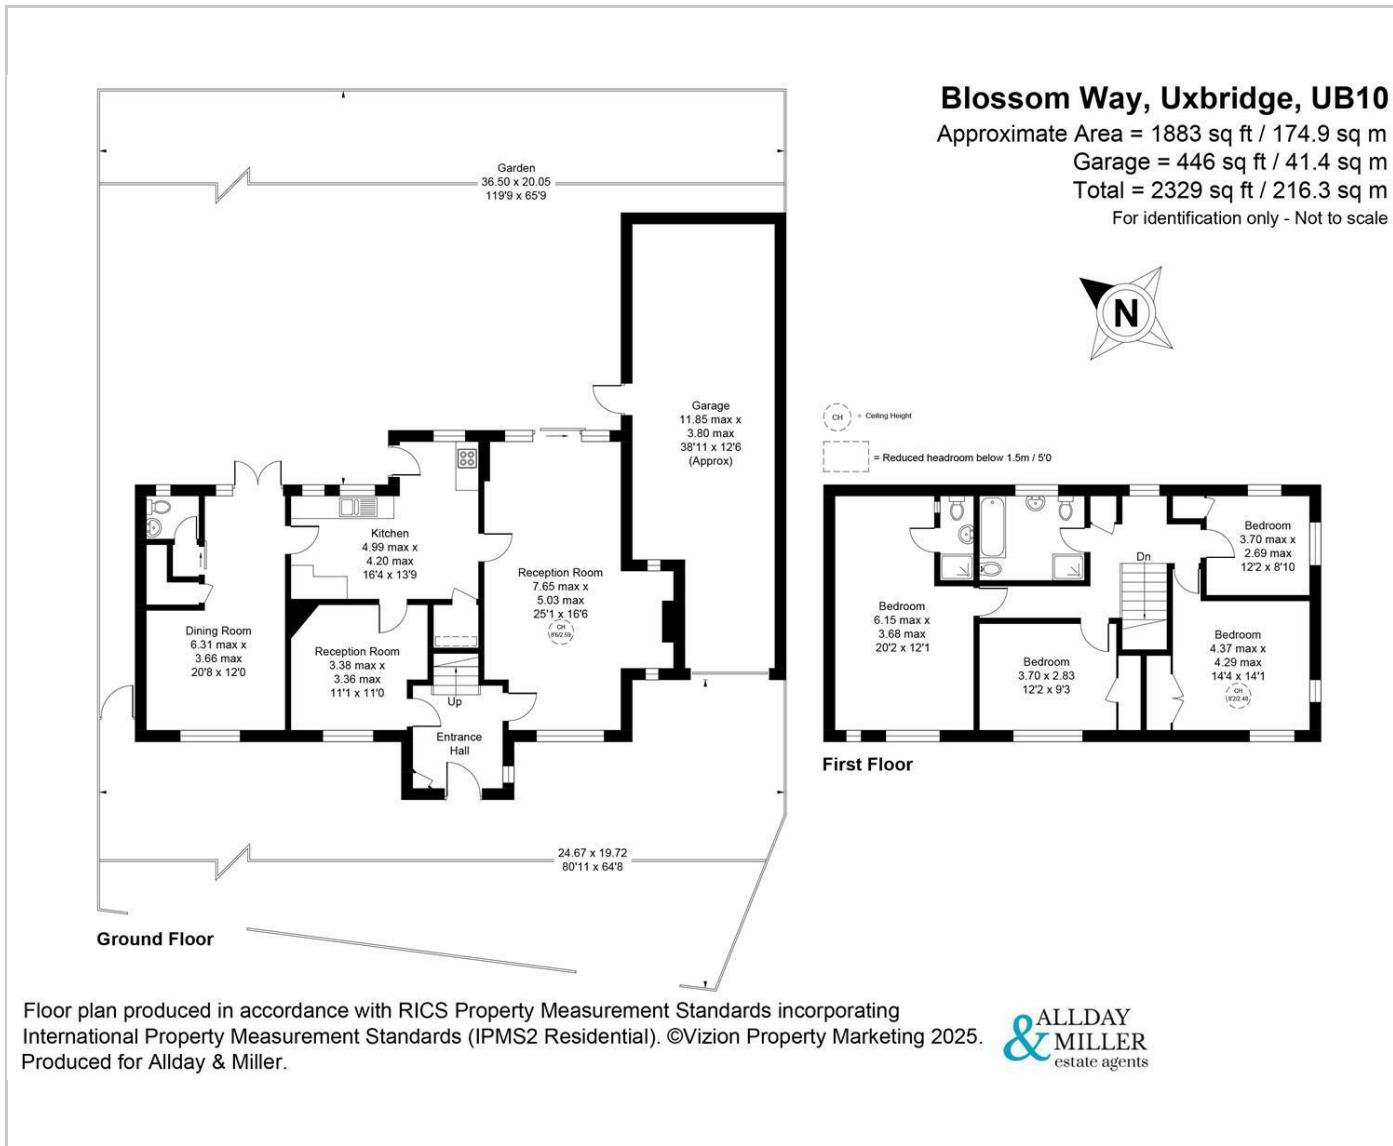 Blossom Way, Uxbridge, UB10
Approximate Area = 1883 sq ft / 174.9 sq m
Garage = 446 sq ft / 41.4 sq m
Total = 2329 sq ft / 216.3 sq m
For identification only - Not to scale
N
CH = Ceiling Height
= Reduced headroom below 1.5m / 5'0
Garden
36.50 x 20.05
119'9 x 65'9
Garage
11.85 max x
3.80 max
38'11 x 12'6
(Approx)
Kitchen
4.99 max x
4.20 max
16'4 x 13'9
Reception Room
7.65 max x
5.03 max
25'1 x 16'6
CH
8'6/2.59
Dining Room
6.31 max x
3.66 max
20'8 x 12'0
Reception Room
3.38 max x
3.36 max
11'1 x 11'0
Up
Entrance
Hall
24.67 x 19.72
80'11 x 64'8
Ground Floor
Bedroom
3.70 max x
2.69 max
12'2 x 8'10
Dn
Bedroom
6.15 max x
3.68 max
20'2 x 12'1
Bedroom
3.70 x 2.83
12'2 x 9'3
Bedroom
4.37 max x
4.29 max
14'4 x 14'1
CH
8'2/2.48
First Floor
Floor plan produced in accordance with RICS Property Measurement Standards incorporating
International Property Measurement Standards (IPMS2 Residential). ©Vizion Property Marketing 2025.
Produced for Allday & Miller.
ALLDAY
& MILLER
estate agents